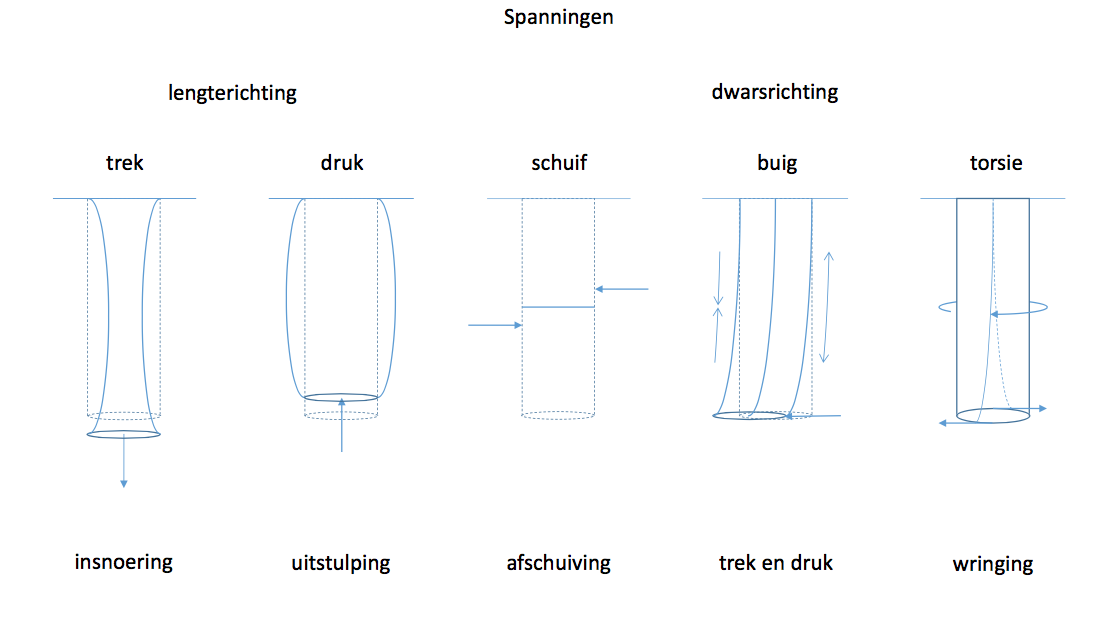 Spanningen
lengterichting
dwarsrichting
trek
druk
schuif
buig
torsie
insnoering
uitstulping
afschuiving
trek en druk
wringing